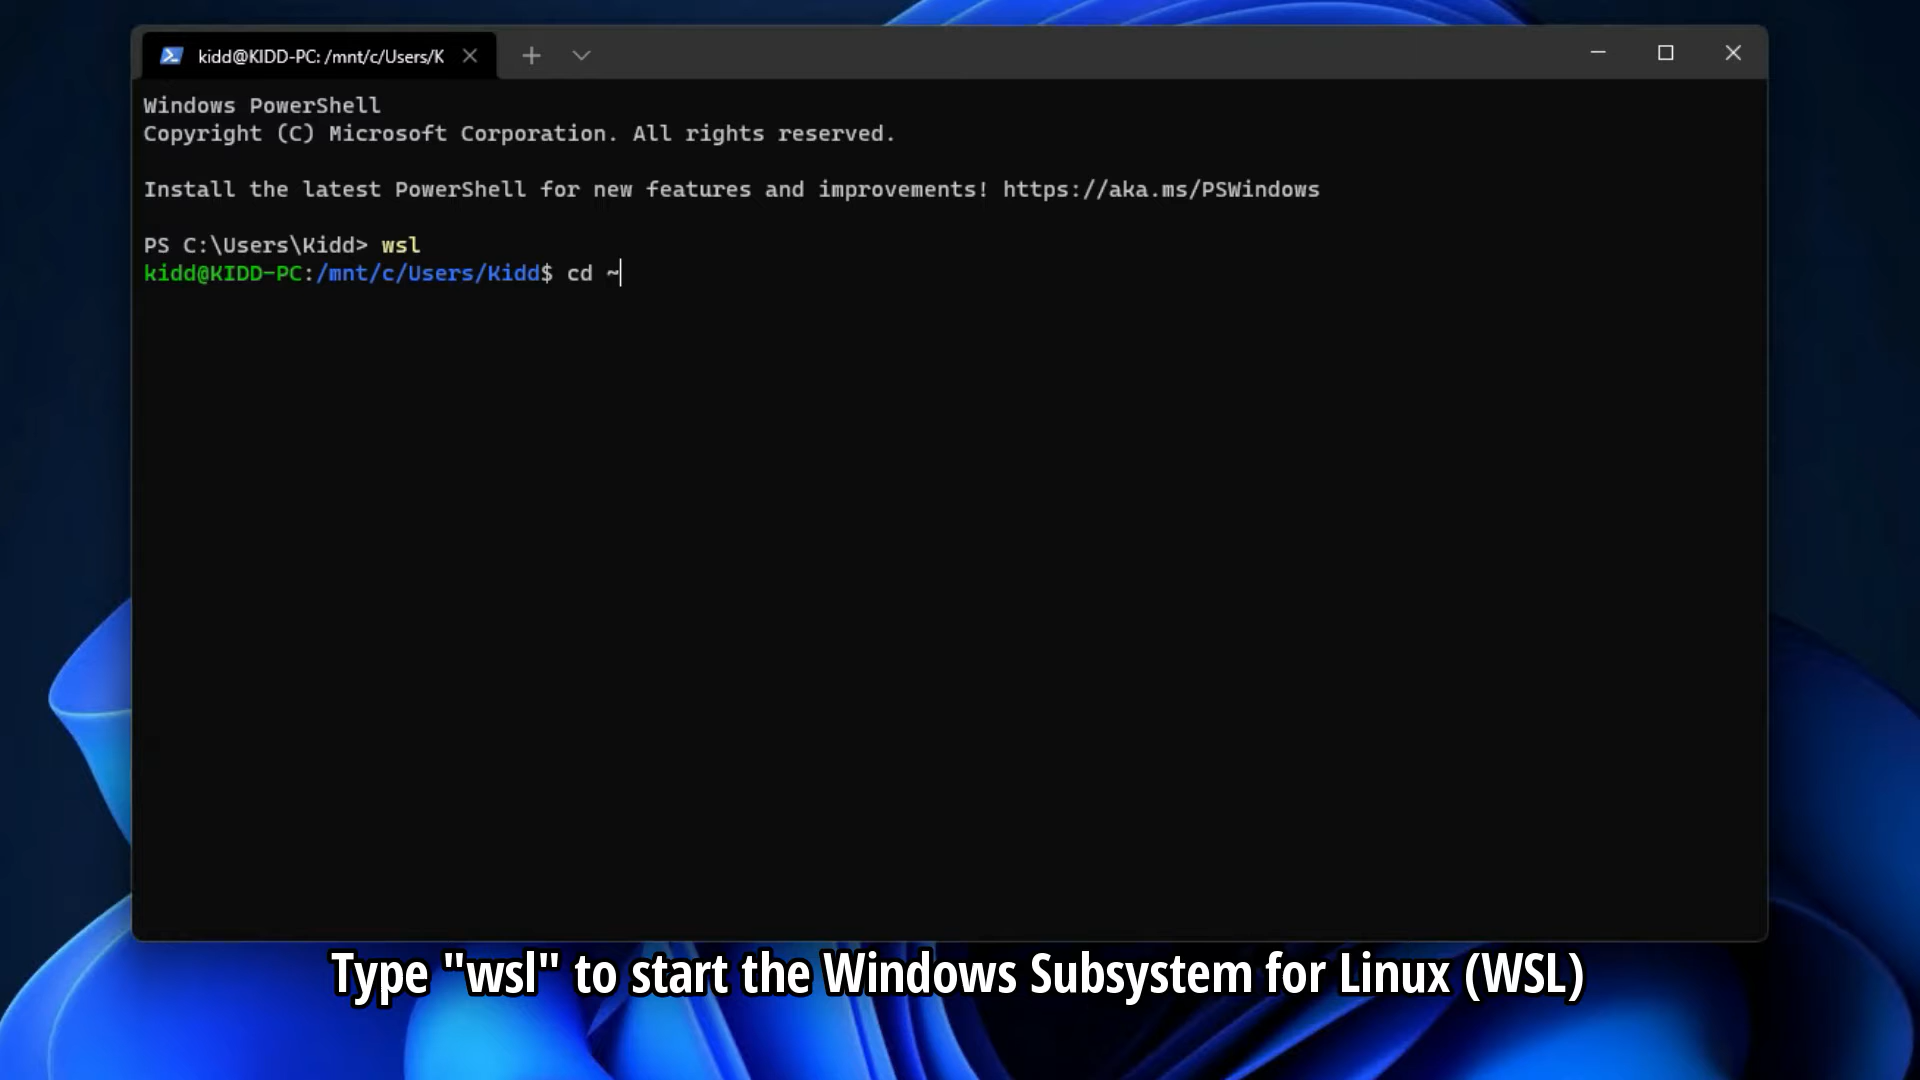 kidd@KIDD-PC: /mnt/c/Users/K
Windows PowerShell
Copyright (C) Microsoft Corporation. All rights reserved.
Install the latest PowerShell for new features and improvements! https://aka.ms/PSWindows
PS C:\Users\Kidd> wsl
kidd@KIDD-PC:/mnt/c/Users/Kidd$ cd ~
Type "wsl" to start the Windows Subsystem for Linux (WSL)